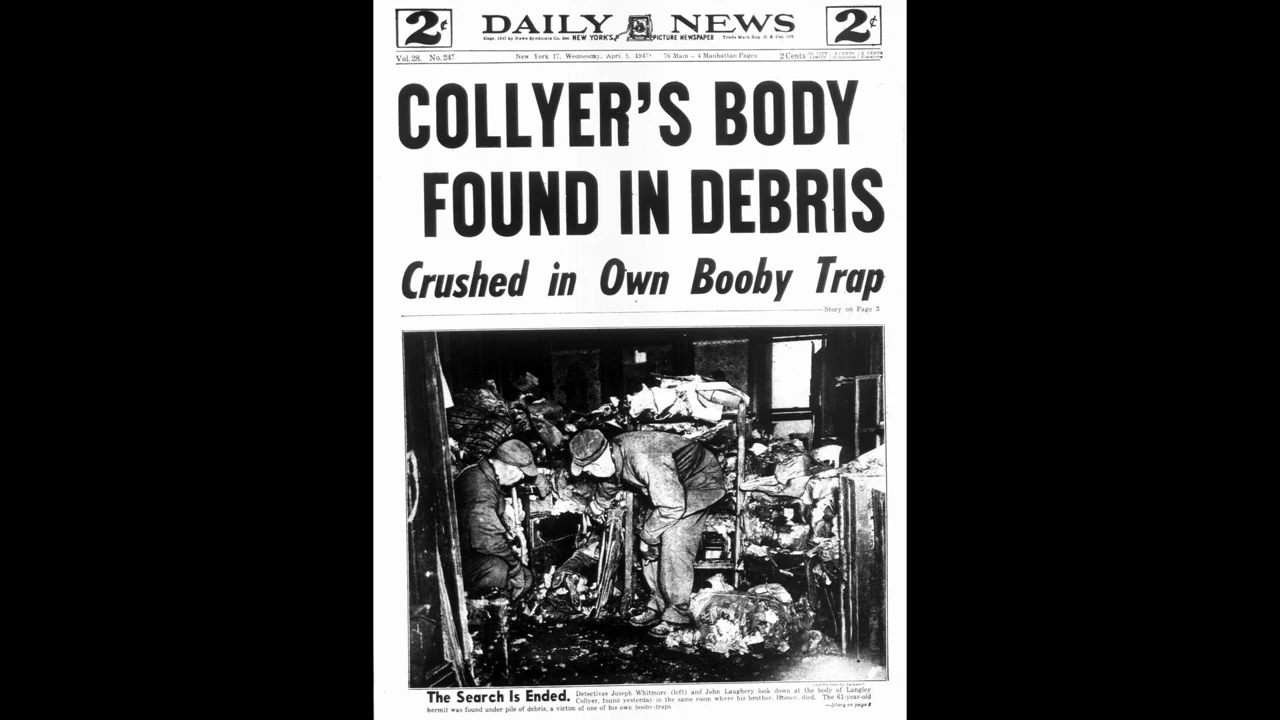 2¢ DAILY NEWS 2¢
NEW YORK'S PICTURE NEWSPAPER
Vol. 28. No. 247 New York 17, Wednesday, April 9, 1947 76 Main – 4 Manhattan Pages 2 Cents
COLLYER'S BODY
FOUND IN DEBRIS
Crushed in Own Booby Trap
Story on Page 3
The Search Is Ended. Detectives Joseph Whitmore (left) and John Laughery look down at the body of Langley
Collyer, found yesterday in the same room where his brother, Homer, died. The 61-year-old
hermit was found under pile of debris, a victim of one of his own booby-traps. —Story on page